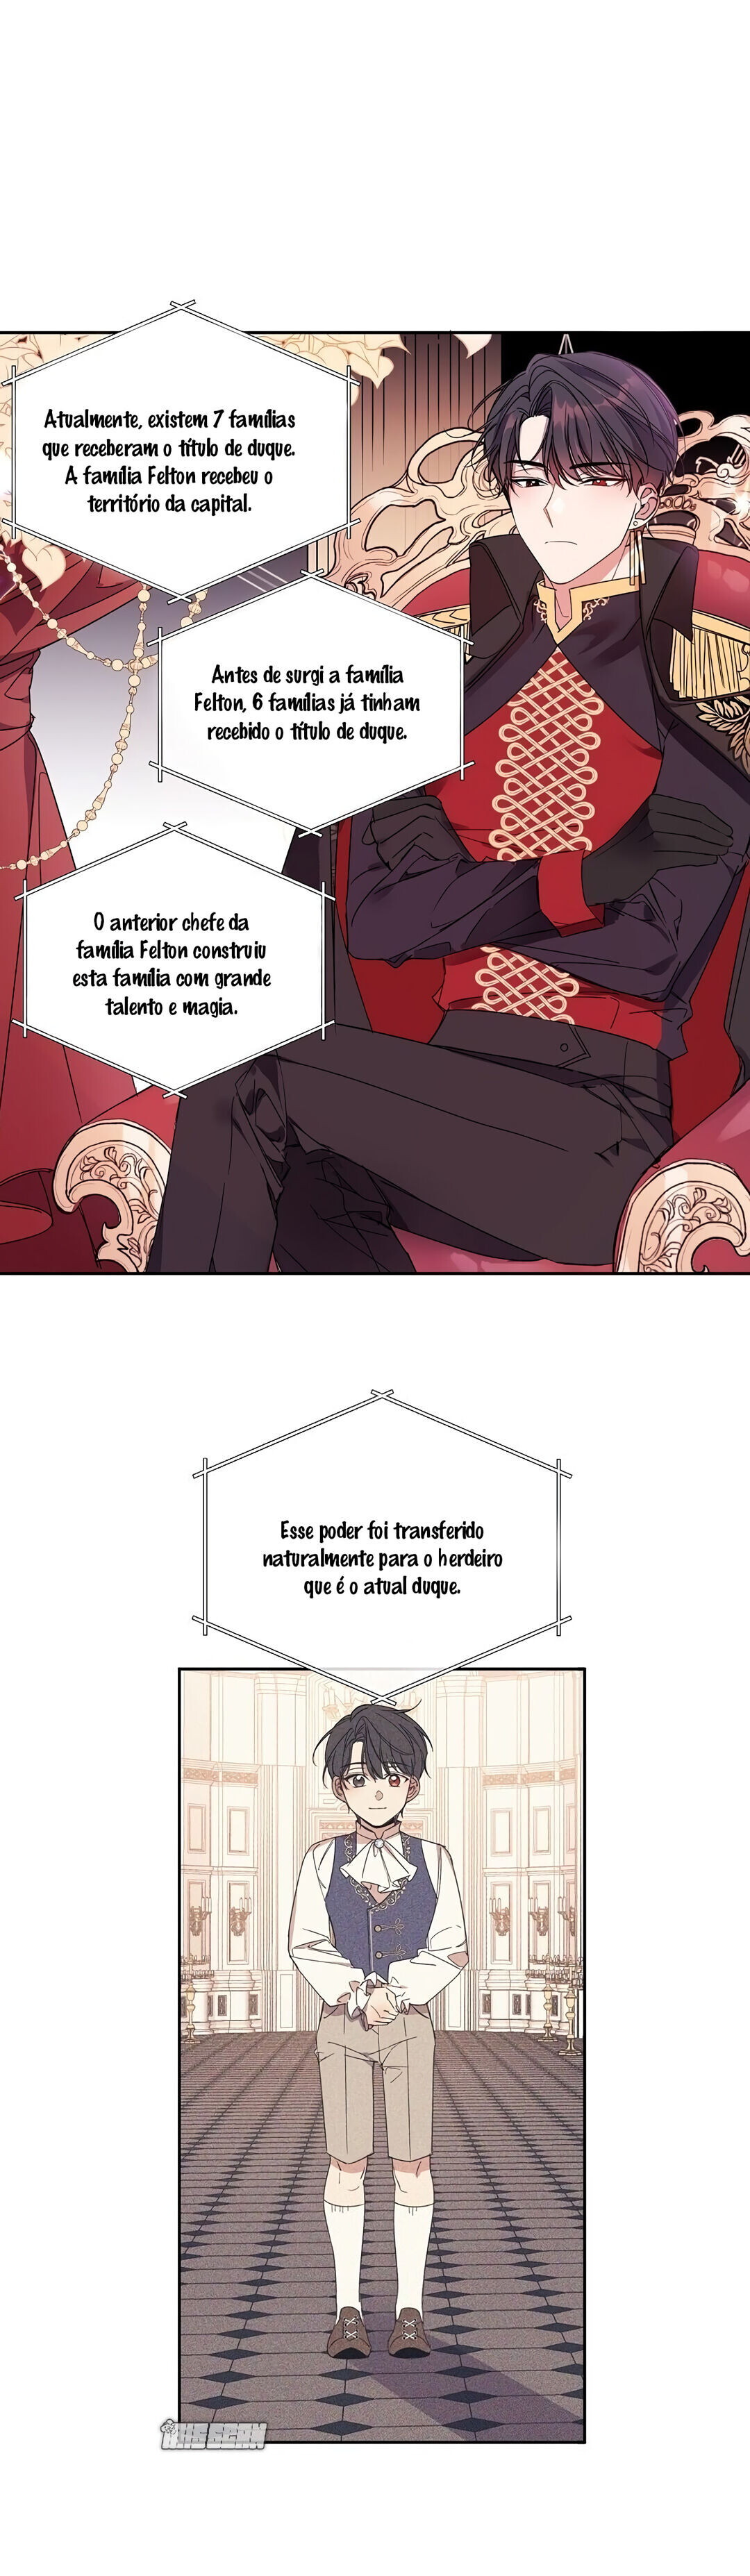 Atualmente, existem 7 famílias
que receberam o título de duque.
A família Felton recebeu o
território da capital.
Antes de surgi a família
Felton, 6 famílias já tinham
recebido o título de duque.
O anterior chefe da
família Felton construiu
esta família com grande
talento e magia.
Esse poder foi transferido
naturalmente para o herdeiro
que é o atual duque.